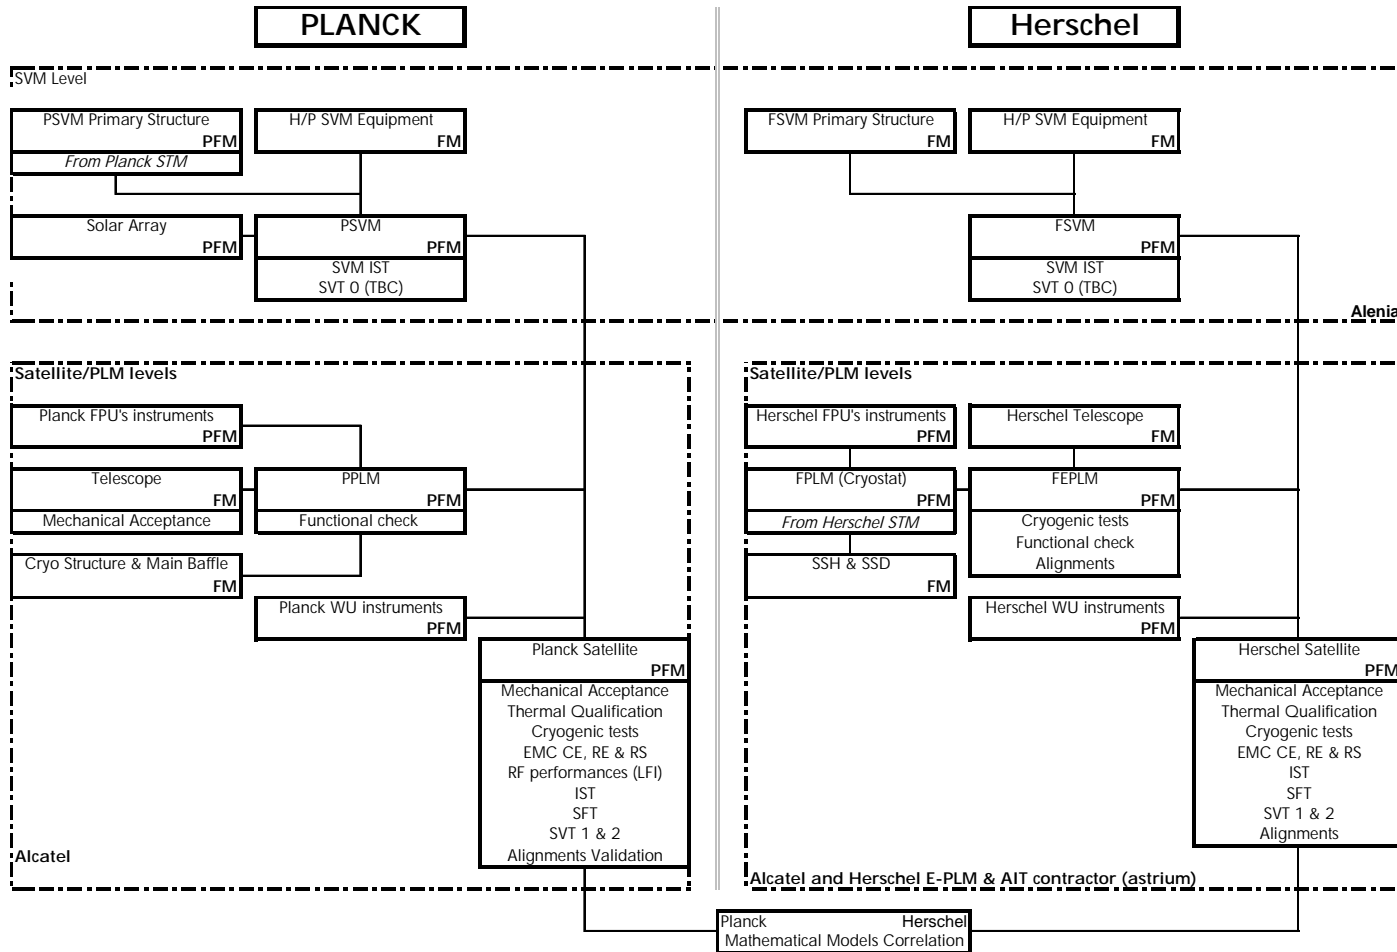 PLANCK
Herschel
SVM Level
PSVM Primary Structure
PFM
From Planck STM
H/P SVM Equipment
FM
Solar Array
PFM
PSVM
PFM
SVM IST
SVT 0 (TBC)
FSVM Primary Structure
FM
H/P SVM Equipment
FM
FSVM
PFM
SVM IST
SVT 0 (TBC)
Alenia
Satellite/PLM levels
Planck FPU's instruments
PFM
Telescope
FM
Mechanical Acceptance
PPLM
PFM
Functional check
Cryo Structure & Main Baffle
FM
Planck WU instruments
PFM
Planck Satellite
PFM
Mechanical Acceptance
Thermal Qualification
Cryogenic tests
EMC CE, RE & RS
RF performances (LFI)
IST
SFT
SVT 1 & 2
Alignments Validation
Alcatel
Satellite/PLM levels
Herschel FPU's instruments
PFM
Herschel Telescope
FM
FPLM (Cryostat)
PFM
From Herschel STM
FEPLM
PFM
Cryogenic tests
Functional check
Alignments
SSH & SSD
FM
Herschel WU instruments
PFM
Herschel Satellite
PFM
Mechanical Acceptance
Thermal Qualification
Cryogenic tests
EMC CE, RE & RS
IST
SFT
SVT 1 & 2
Alignments
Alcatel and Herschel E-PLM & AIT contractor (astrium)
Planck Herschel
Mathematical Models Correlation